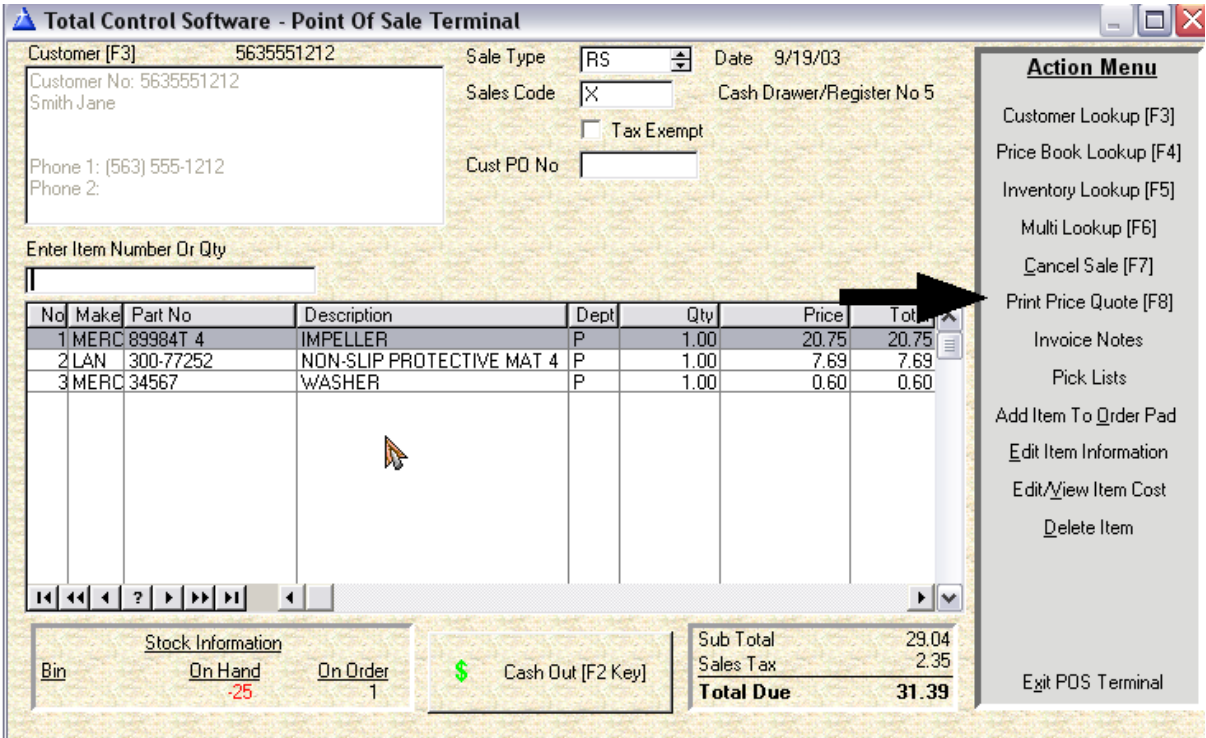 Total Control Software - Point Of Sale Terminal
Customer [F3] 5635551212
Customer No: 5635551212
Smith Jane
Phone 1: (563) 555-1212
Phone 2:
Sale Type RS Date 9/19/03
Sales Code X Cash Drawer/Register No 5
Tax Exempt
Cust PO No
Enter Item Number Or Qty
No Make Part No Description Dept Qty Price Total
1 MERC 89984T 4 IMPELLER P 1.00 20.75 20.75
2 LAN 300-77252 NON-SLIP PROTECTIVE MAT 4 P 1.00 7.69 7.69
3 MERC 34567 WASHER P 1.00 0.60 0.60
?
Stock Information
Bin On Hand On Order
-25 1
$ Cash Out [F2 Key]
Sub Total 29.04
Sales Tax 2.35
Total Due 31.39
Action Menu
Customer Lookup [F3]
Price Book Lookup [F4]
Inventory Lookup [F5]
Multi Lookup [F6]
Cancel Sale [F7]
Print Price Quote [F8]
Invoice Notes
Pick Lists
Add Item To Order Pad
Edit Item Information
Edit/View Item Cost
Delete Item
Exit POS Terminal